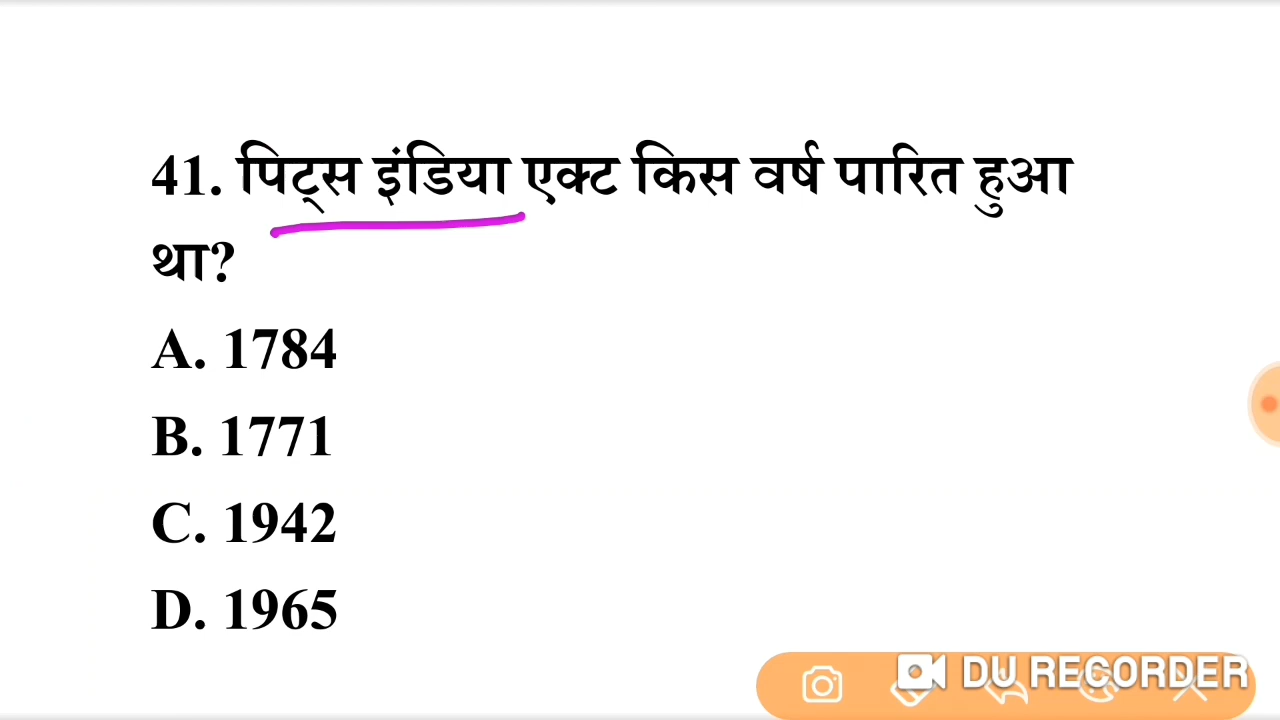 41. पिट्स इंडिया एक्ट किस वर्ष पारित हुआ
था?
A. 1784
B. 1771
C. 1942
D. 1965
DU RECORDER